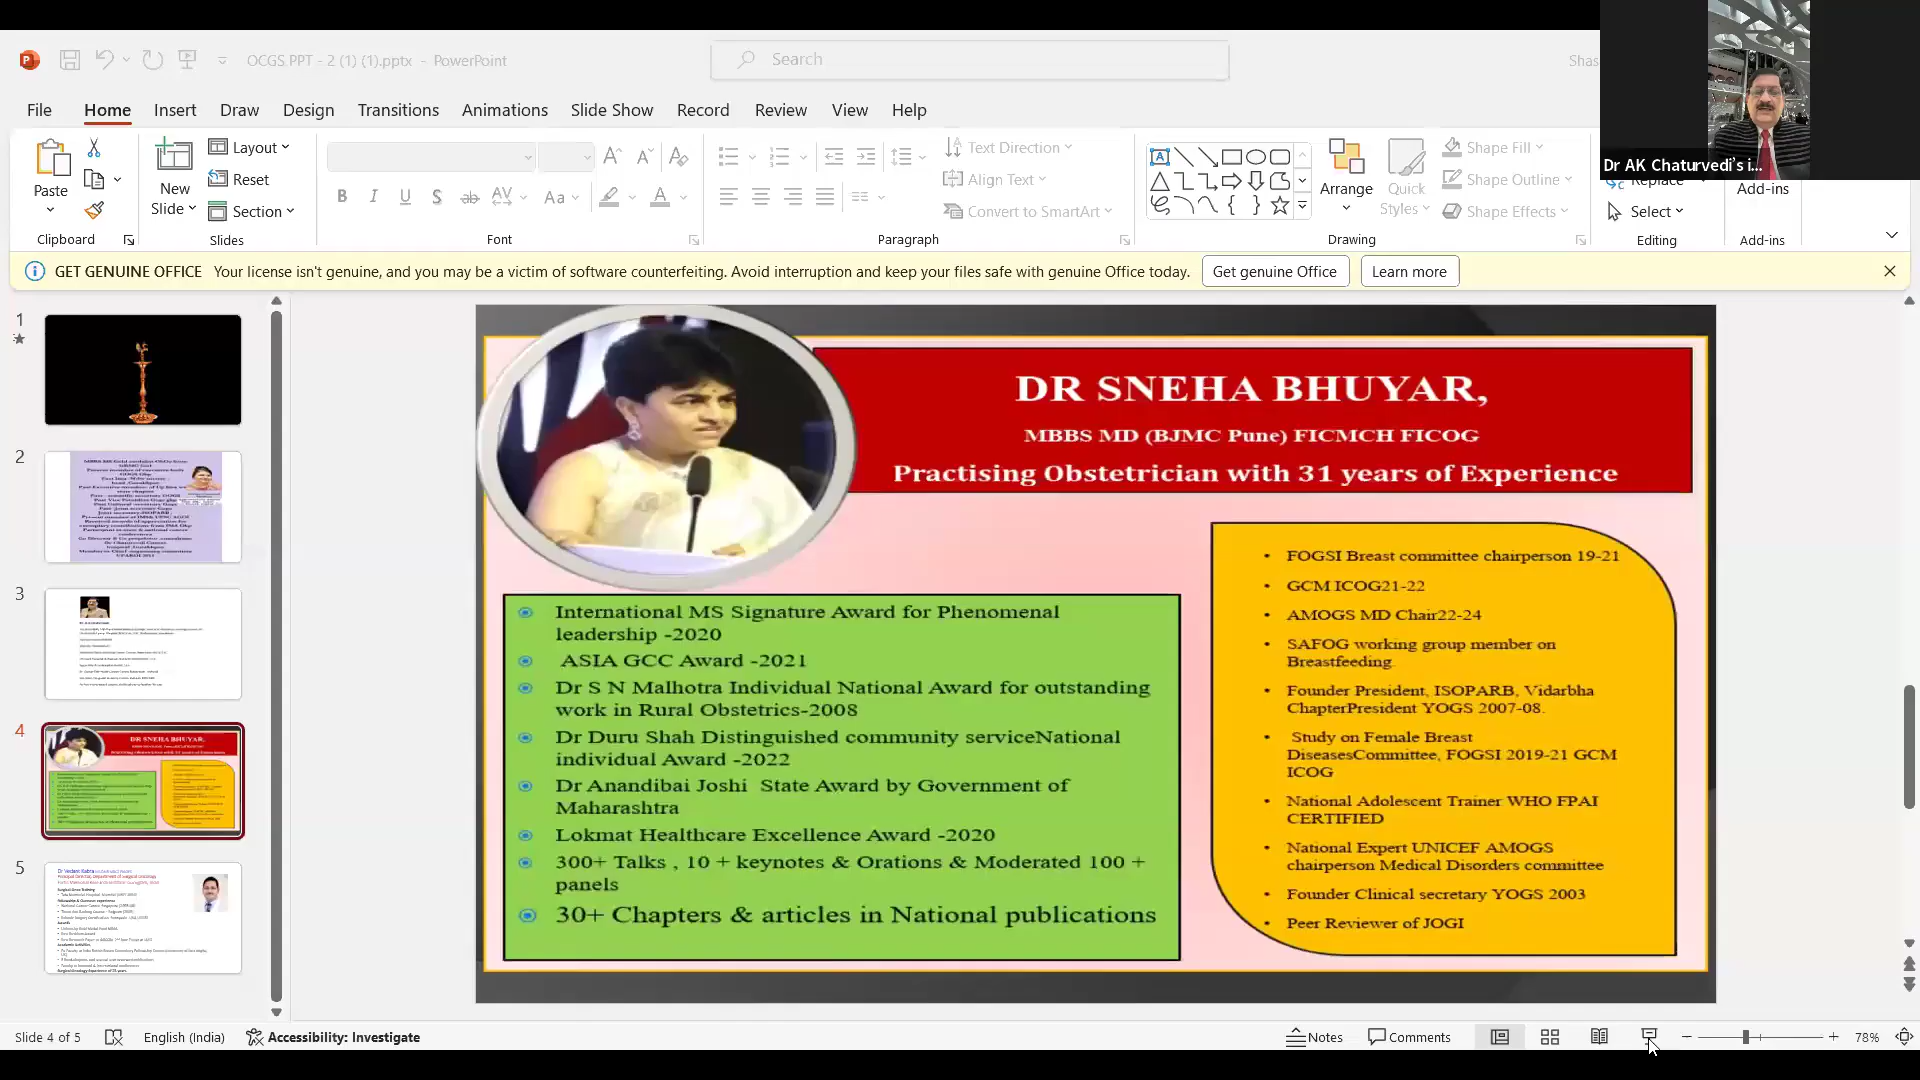 OCGS.PPT - 2 (1) (1).pptx - PowerPoint
Search
Shas
File Home Insert Draw Design Transitions Animations Slide Show Record Review View Help
Dr AK Chaturvedi's i...
Paste
New Slide
Layout
Reset
Section
B I U S ab AV Aa A
Text Direction
Align Text
Convert to SmartArt
Arrange
Quick Styles
Shape Fill
Shape Outline
Shape Effects
Replace
Select
Add-ins
Clipboard Slides Font Paragraph Drawing Editing Add-ins
GET GENUINE OFFICE Your license isn't genuine, and you may be a victim of software counterfeiting. Avoid interruption and keep your files safe with genuine Office today. Get genuine Office Learn more
1
2
3
4
5
DR SNEHA BHUYAR,
MBBS MD (BJMC Pune) FICMCH FICOG
Practising Obstetrician with 31 years of Experience
International MS Signature Award for Phenomenal
leadership -2020
ASIA GCC Award -2021
Dr S N Malhotra Individual National Award for outstanding
work in Rural Obstetrics-2008
Dr Duru Shah Distinguished community serviceNational
individual Award -2022
Dr Anandibai Joshi State Award by Government of
Maharashtra
Lokmat Healthcare Excellence Award -2020
300+ Talks , 10 + keynotes & Orations & Moderated 100 +
panels
30+ Chapters & articles in National publications
• FOGSI Breast committee chairperson 19-21
• GCM ICOG21-22
• AMOGS MD Chair22-24
• SAFOG working group member on
Breastfeeding.
• Founder President, ISOPARB, Vidarbha
ChapterPresident YOGS 2007-08.
• Study on Female Breast
DiseasesCommittee, FOGSI 2019-21 GCM
ICOG
• National Adolescent Trainer WHO FPAI
CERTIFIED
• National Expert UNICEF AMOGS
chairperson Medical Disorders committee
• Founder Clinical secretary YOGS 2003
• Peer Reviewer of JOGI
Slide 4 of 5 English (India) Accessibility: Investigate Notes Comments 78%